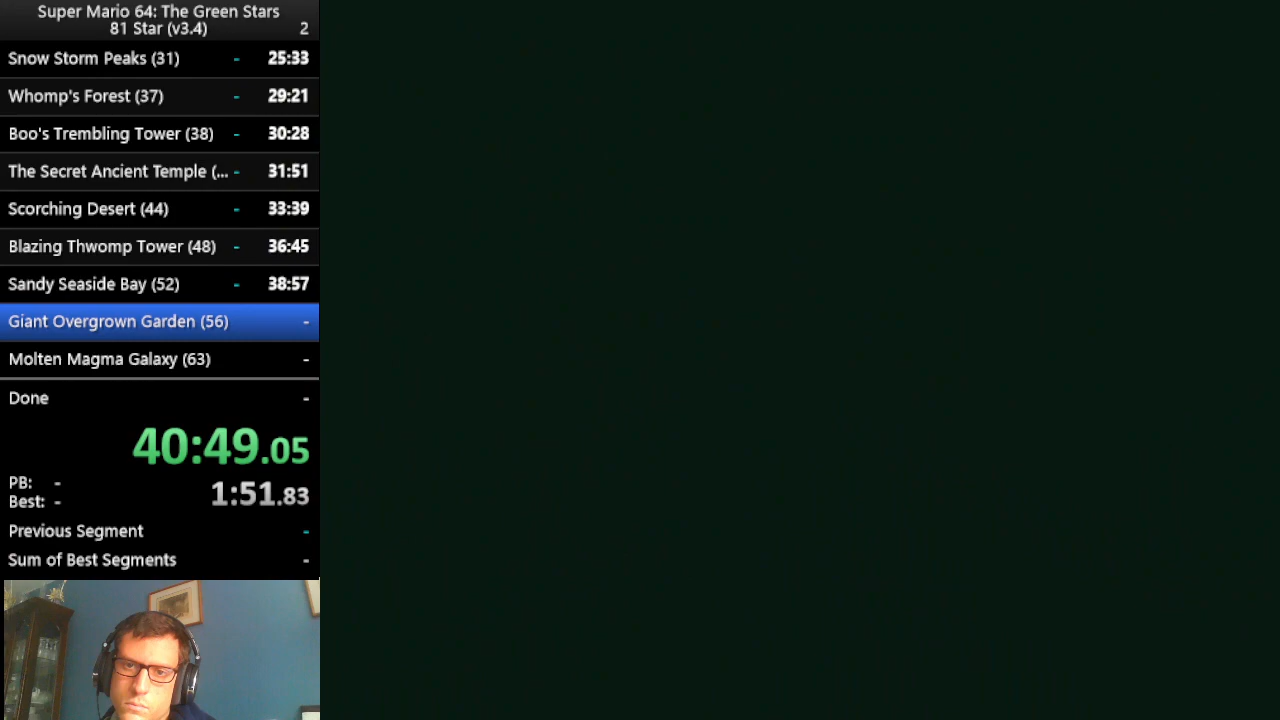 Super Mario 64: The Green Stars
81 Star (v3.4) 2
Snow Storm Peaks (31) - 25:33
Whomp's Forest (37) - 29:21
Boo's Trembling Tower (38) - 30:28
The Secret Ancient Temple (... - 31:51
Scorching Desert (44) - 33:39
Blazing Thwomp Tower (48) - 36:45
Sandy Seaside Bay (52) - 38:57
Giant Overgrown Garden (56) -
Molten Magma Galaxy (63) -
Done -
40:49.05
PB: -
Best: - 1:51.83
Previous Segment -
Sum of Best Segments -